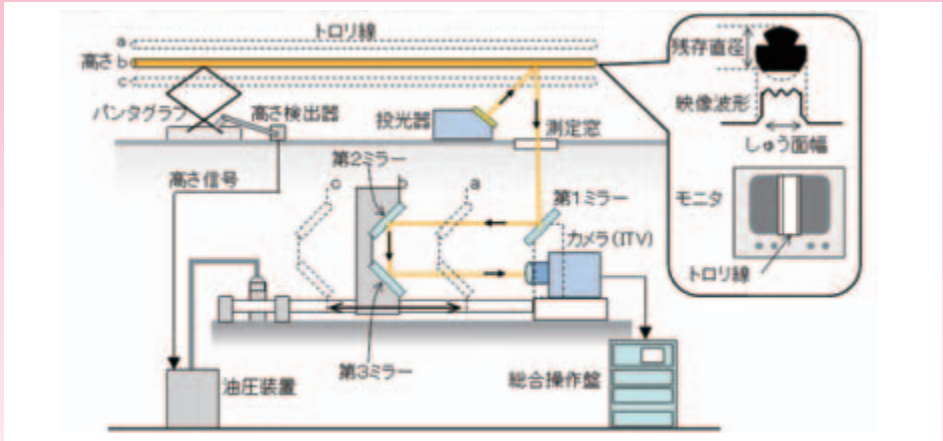 トロリ線
a
高さ b
c
パンタグラフ
高さ検出器
投光器
測定窓
残存直径
映像波形
しゅう面幅
モニタ
トロリ線
高さ信号
第2ミラー
c
b
a
第1ミラー
カメラ(ITV)
第3ミラー
油圧装置
総合操作盤